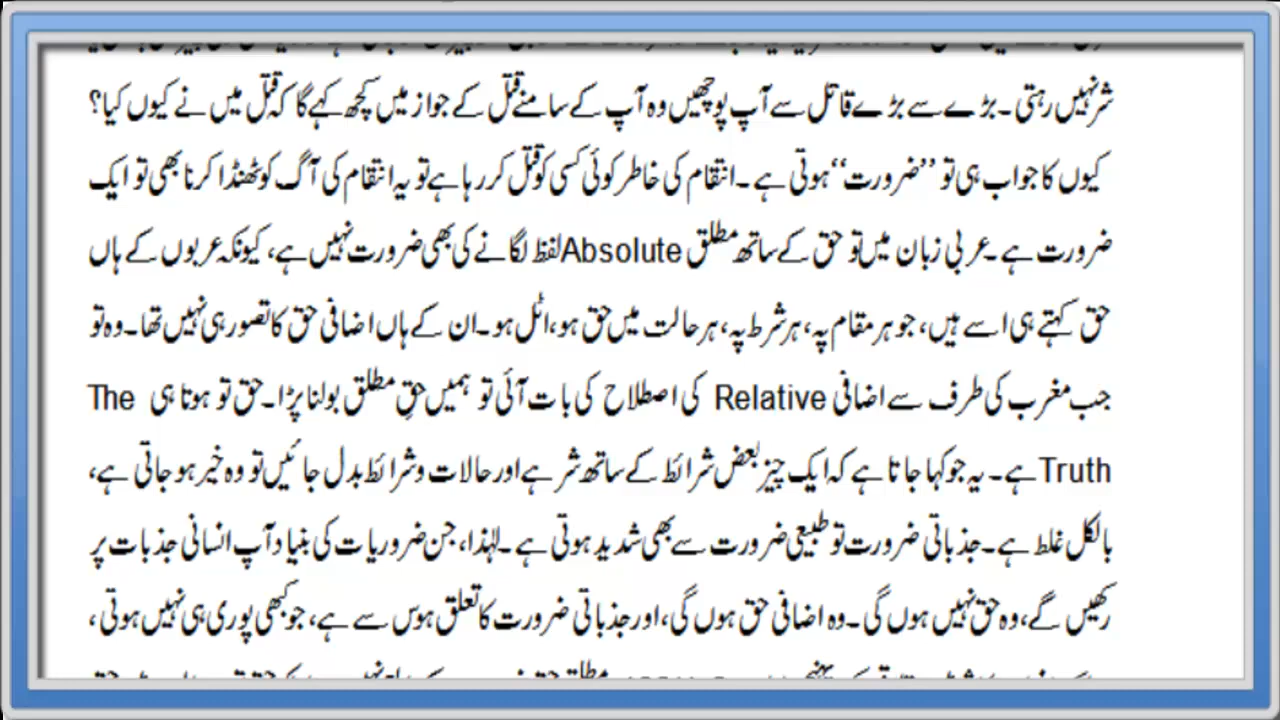 شر نہیں رہتی۔ بڑے سے بڑے قاتل سے آپ پوچھیں وہ آپ کے سامنے قتل کے جواز میں کچھ کہے گا کہ قتل میں نے کیوں کیا؟
کیوں کا جواب ہی تو ”ضرورت“ ہوتی ہے۔ انتقام کی خاطر کوئی کسی کو قتل کر رہا ہے تو یہ انتقام کی آگ کو ٹھنڈا کرنا بھی تو ایک
ضرورت ہے۔ عربی زبان میں تو حق کے ساتھ مطلق Absolute لفظ لگانے کی بھی ضرورت نہیں ہے، کیونکہ عربوں کے ہاں
حق کہتے ہی اسے ہیں، جو ہر مقام پہ، ہر شرط پہ، ہر حالت میں حق ہو، اٹل ہو۔ ان کے ہاں اضافی حق کا تصور ہی نہیں تھا۔ وہ تو
جب مغرب کی طرف سے اضافی Relative کی اصطلاح کی بات آئی تو ہمیں حقِ مطلق بولنا پڑا۔ حق تو ہوتا ہی The
Truth ہے۔ یہ جو کہا جاتا ہے کہ ایک چیز بعض شرائط کے ساتھ شر ہے اور حالات و شرائط بدل جائیں تو وہ خیر ہو جاتی ہے،
بالکل غلط ہے۔ جذباتی ضرورت تو طبیعی ضرورت سے بھی شدید ہوتی ہے۔ لہٰذا، جن ضروریات کی بنیاد آپ انسانی جذبات پر
رکھیں گے، وہ حق نہیں ہوں گی۔ وہ اضافی حق ہوں گی، اور جذباتی ضرورت کا تعلق ہوس سے ہے، جو کبھی پوری ہی نہیں ہوتی،